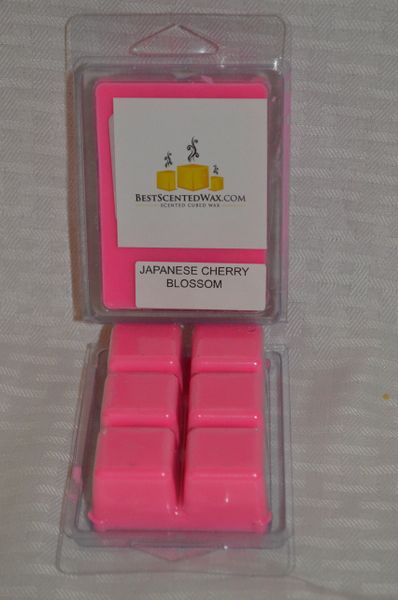 BESTSCENTEDWAX.COM
SCENTED CUBED WAX
JAPANESE CHERRY
BLOSSOM